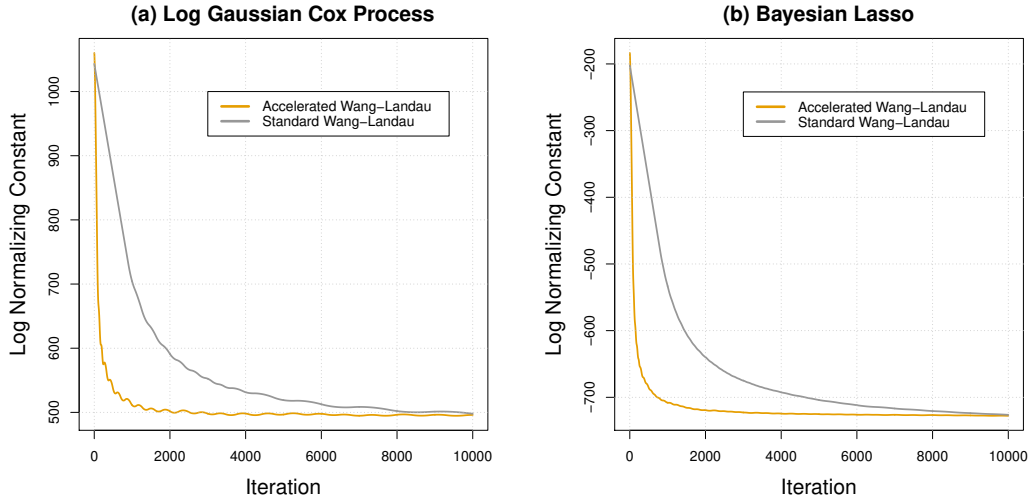 (a) Log Gaussian Cox Process
Log Normalizing Constant
1000
900
800
700
600
500
Accelerated Wang−Landau
Standard Wang−Landau
0 2000 4000 6000 8000 10000
Iteration
(b) Bayesian Lasso
Log Normalizing Constant
−200
−300
−400
−500
−600
−700
Accelerated Wang−Landau
Standard Wang−Landau
0 2000 4000 6000 8000 10000
Iteration